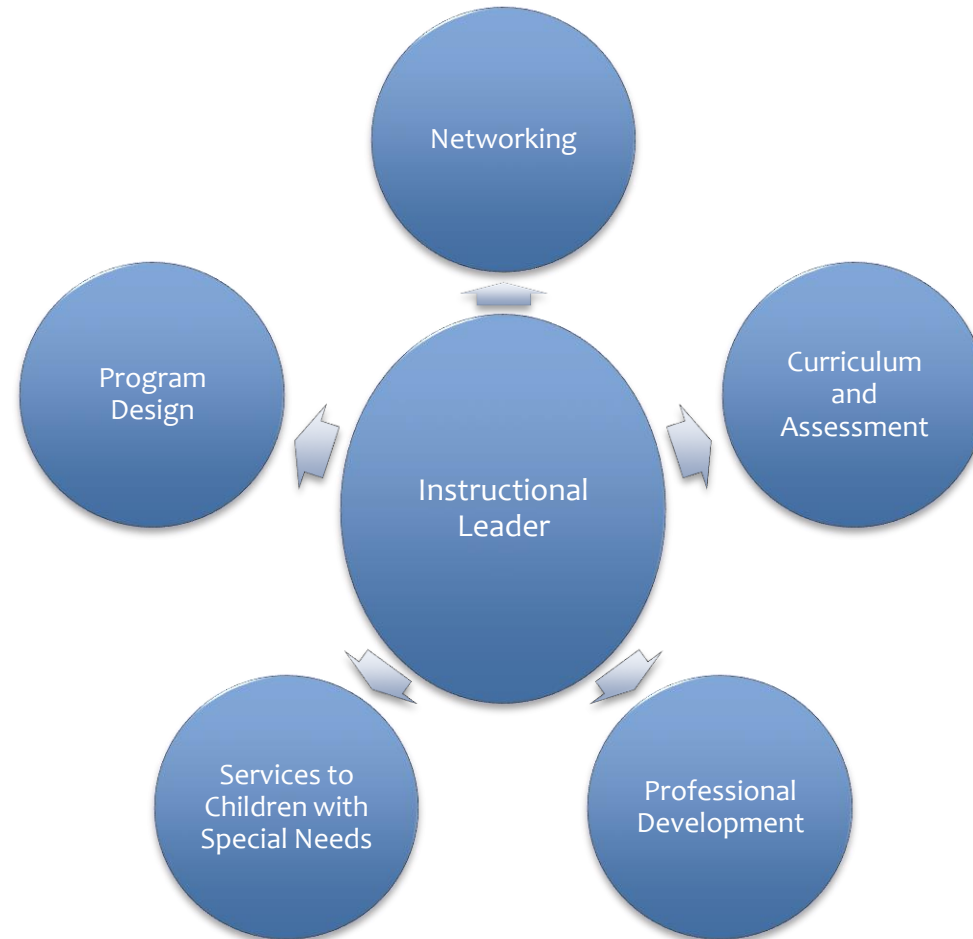 Networking
Program
Design
Curriculum
and
Assessment
Instructional
Leader
Services to
Children with
Special Needs
Professional
Development